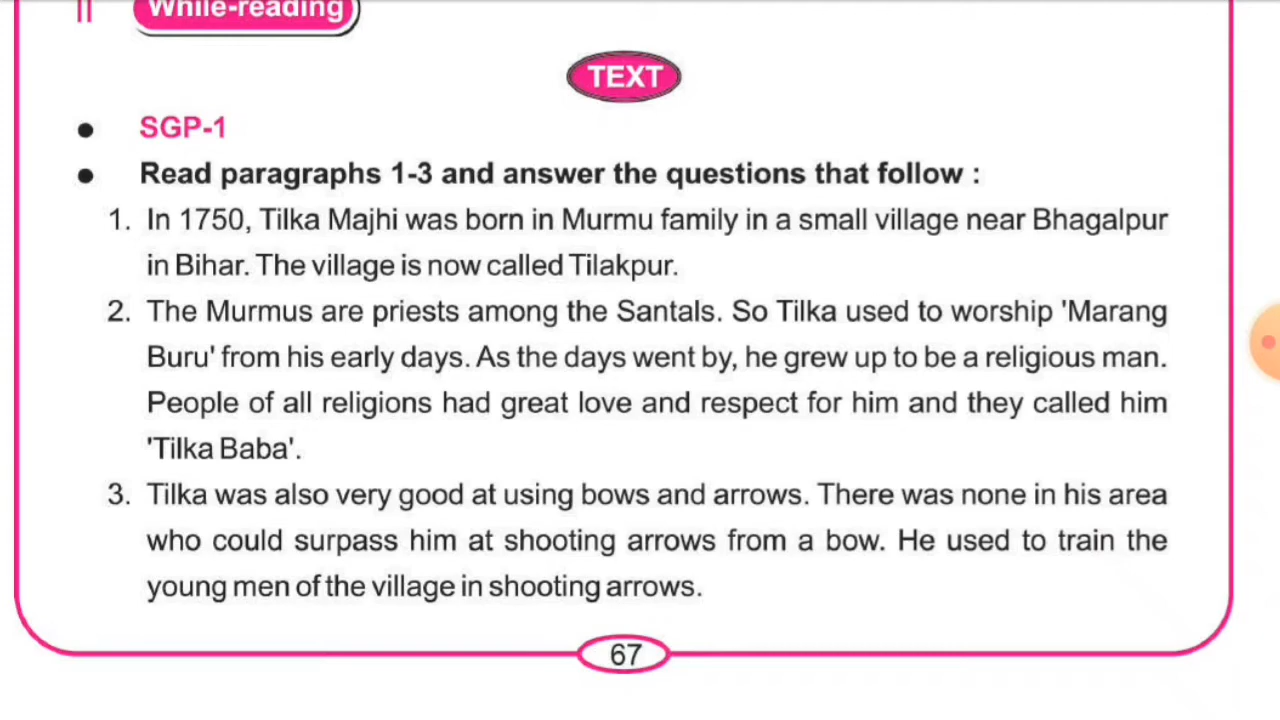 II While-reading
TEXT
● SGP-1
● Read paragraphs 1-3 and answer the questions that follow :
1. In 1750, Tilka Majhi was born in Murmu family in a small village near Bhagalpur
in Bihar. The village is now called Tilakpur.
2. The Murmus are priests among the Santals. So Tilka used to worship 'Marang
Buru' from his early days. As the days went by, he grew up to be a religious man.
People of all religions had great love and respect for him and they called him
'Tilka Baba'.
3. Tilka was also very good at using bows and arrows. There was none in his area
who could surpass him at shooting arrows from a bow. He used to train the
young men of the village in shooting arrows.
67